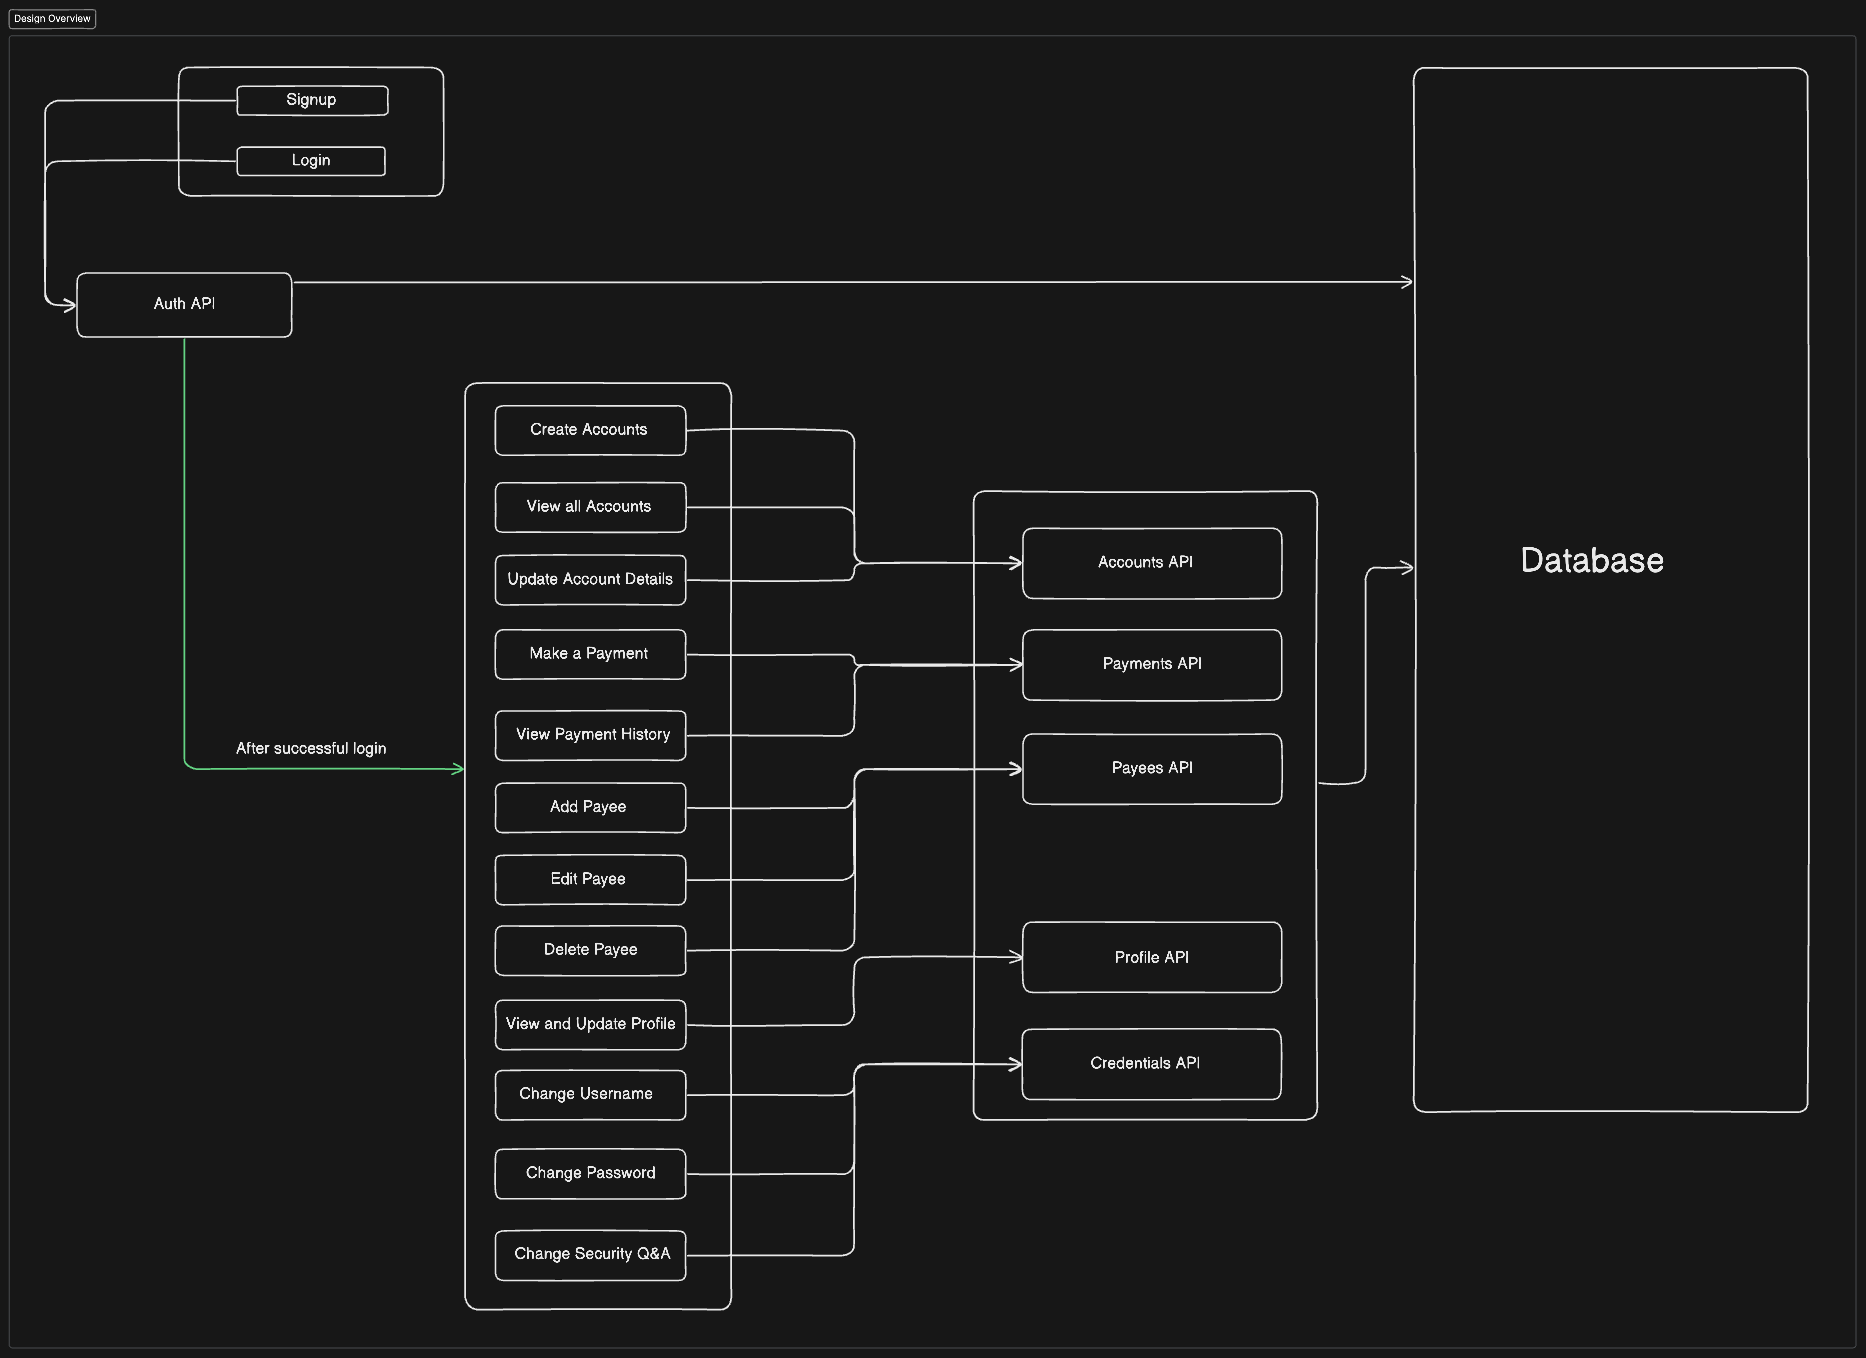 Design Overview
Signup
Login
Auth API
After successful login
Create Accounts
View all Accounts
Update Account Details
Make a Payment
View Payment History
Add Payee
Edit Payee
Delete Payee
View and Update Profile
Change Username
Change Password
Change Security Q&A
Accounts API
Payments API
Payees API
Profile API
Credentials API
Database